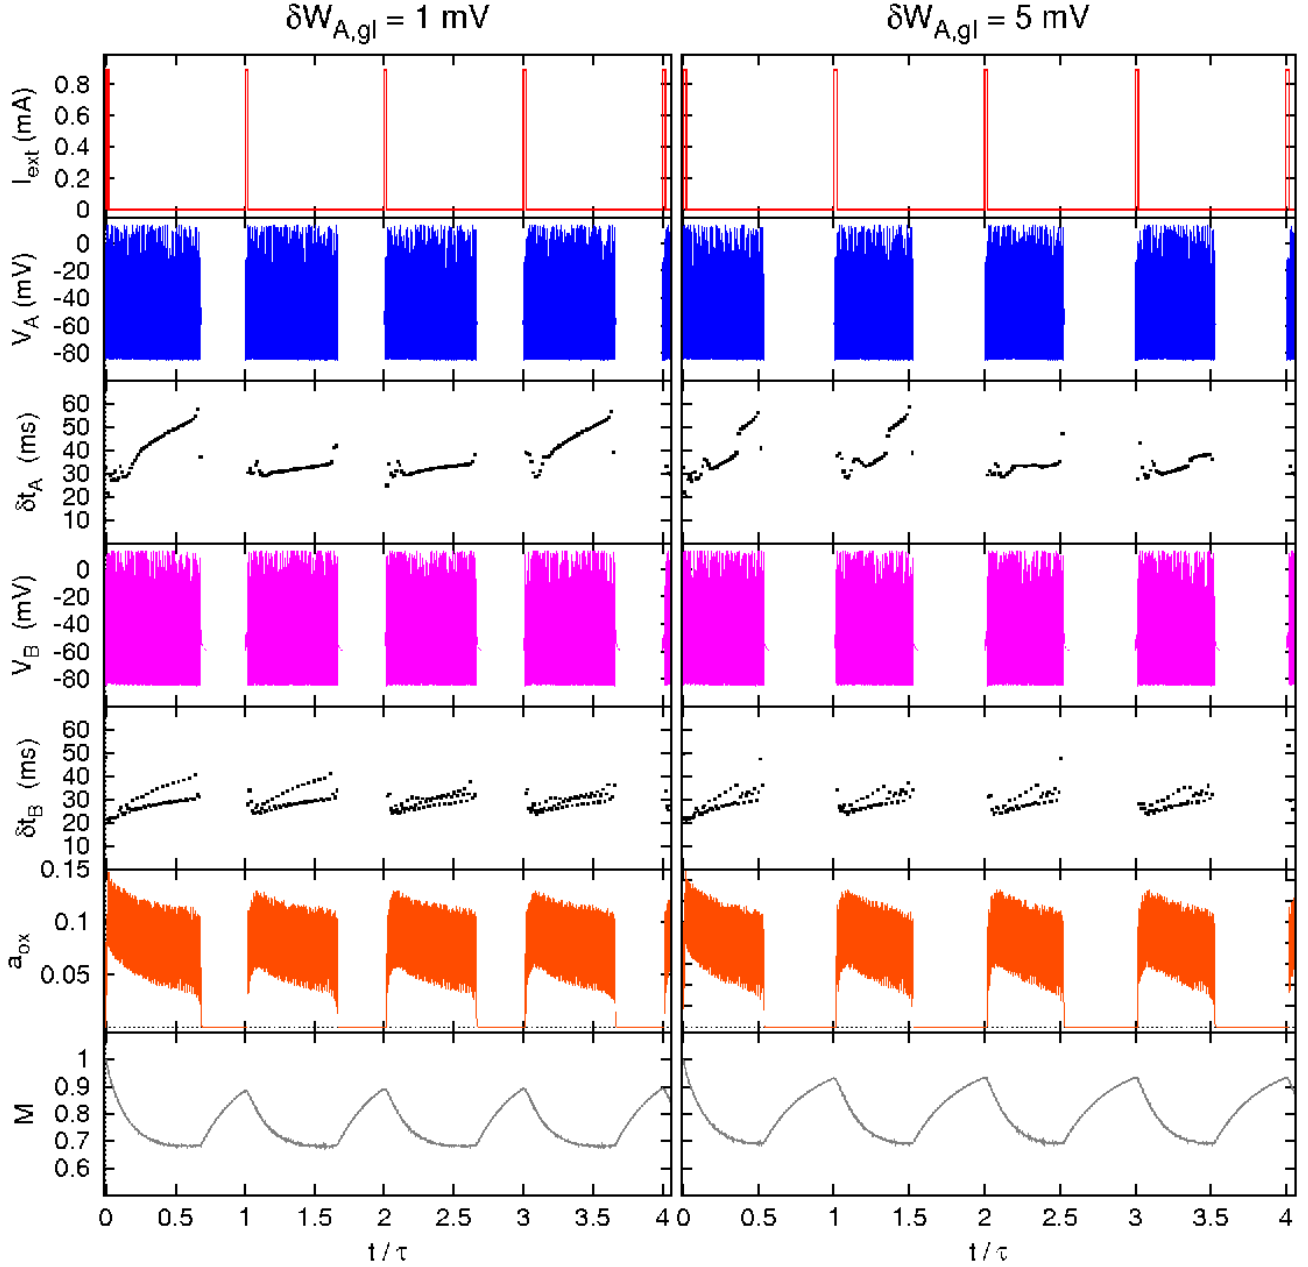 δW_A,gl = 1 mV
δW_A,gl = 5 mV
I_ext (mA)
0.8
0.6
0.4
0.2
0
V_A (mV)
0
-20
-40
-60
-80
δt_A (ms)
60
50
40
30
20
10
V_B (mV)
0
-20
-40
-60
-80
δt_B (ms)
60
50
40
30
20
10
a_ox
0.15
0.1
0.05
M
1
0.9
0.8
0.7
0.6
0 0.5 1 1.5 2 2.5 3 3.5 4
0 0.5 1 1.5 2 2.5 3 3.5 4
t / τ
t / τ